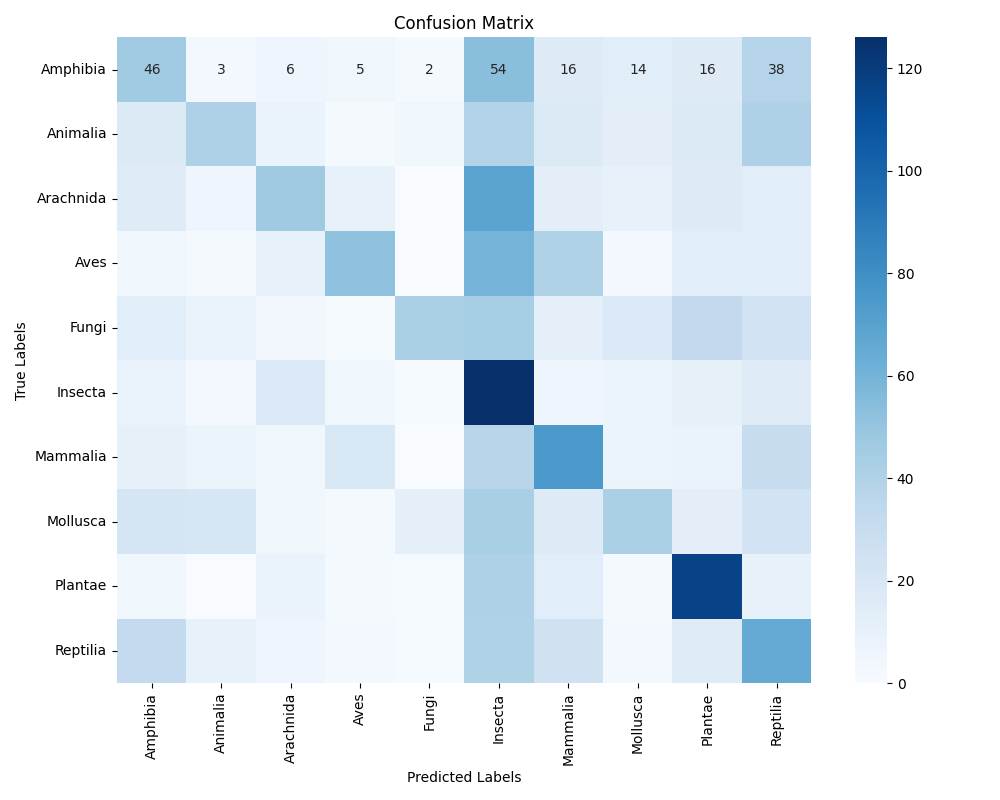 Confusion Matrix
True Labels
Amphibia 46 3 6 5 2 54 16 14 16 38
Animalia
Arachnida
Aves
Fungi
Insecta
Mammalia
Mollusca
Plantae
Reptilia
Amphibia Animalia Arachnida Aves Fungi Insecta Mammalia Mollusca Plantae Reptilia
Predicted Labels
120
100
80
60
40
20
0